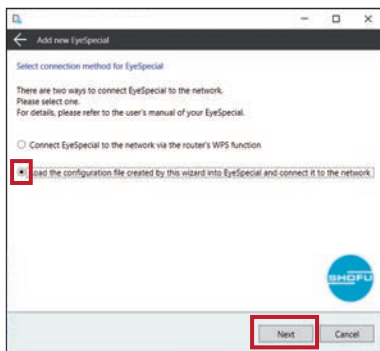 Add new EyeSpecial
Select connection method for EyeSpecial
There are two ways to connect EyeSpecial to the network.
Please select one.
For details, please refer to the user's manual of your EyeSpecial.
Connect EyeSpecial to the network via the router's WPS function
oad the configuration file created by this wizard into EyeSpecial and connect it to the network
SHOFU
Next Cancel